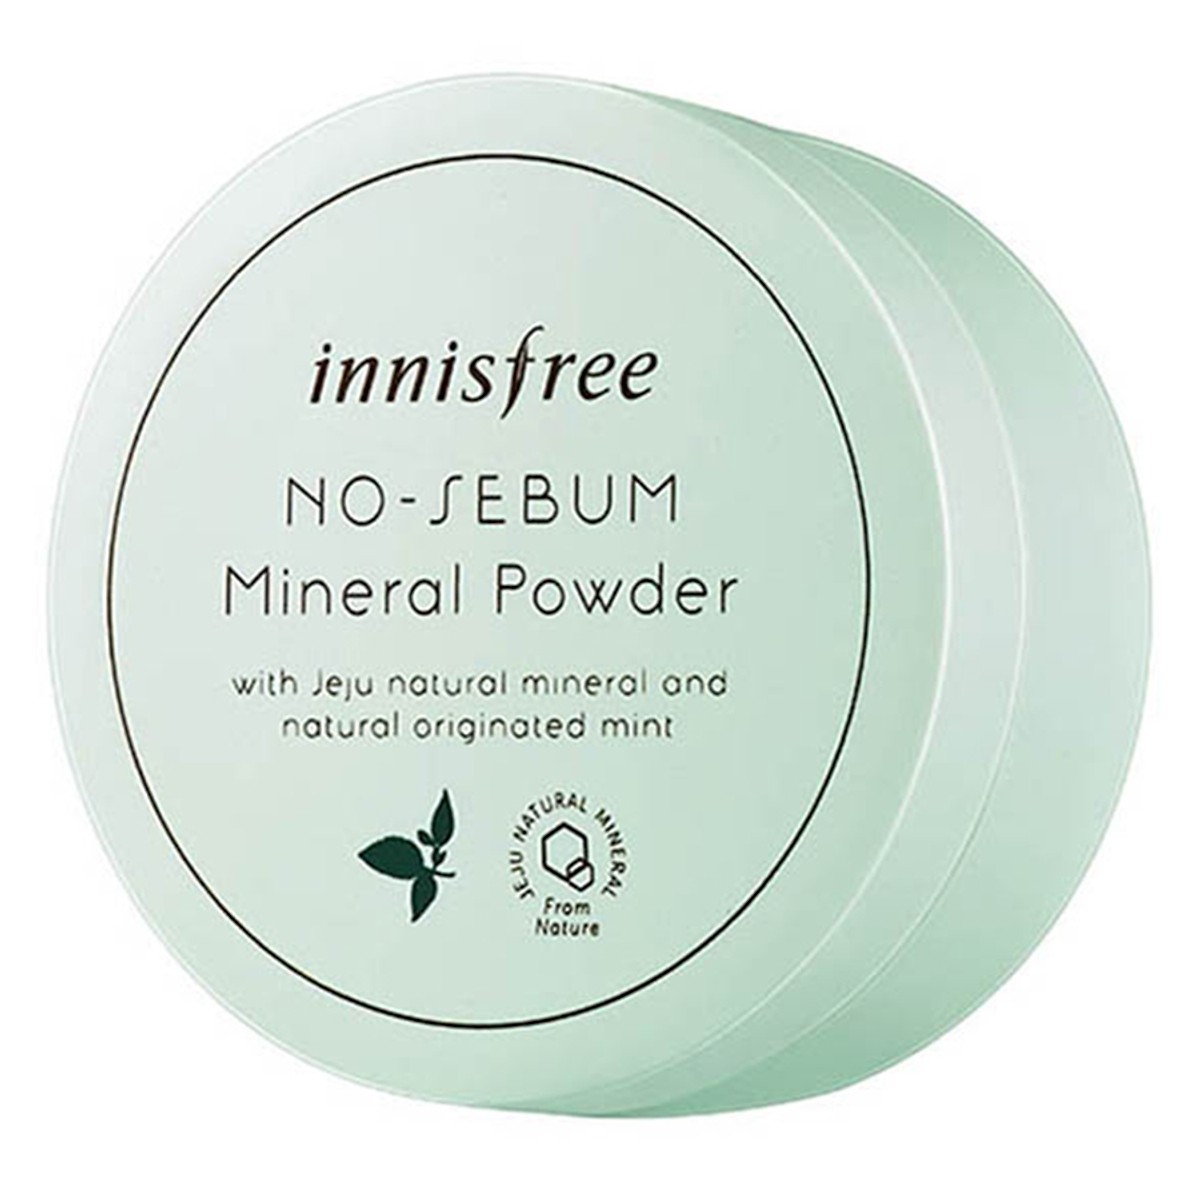 innisfree
NO-SEBUM
Mineral Powder
with Jeju natural mineral and
natural originated mint
JEJU NATURAL MINERAL
From
Nature